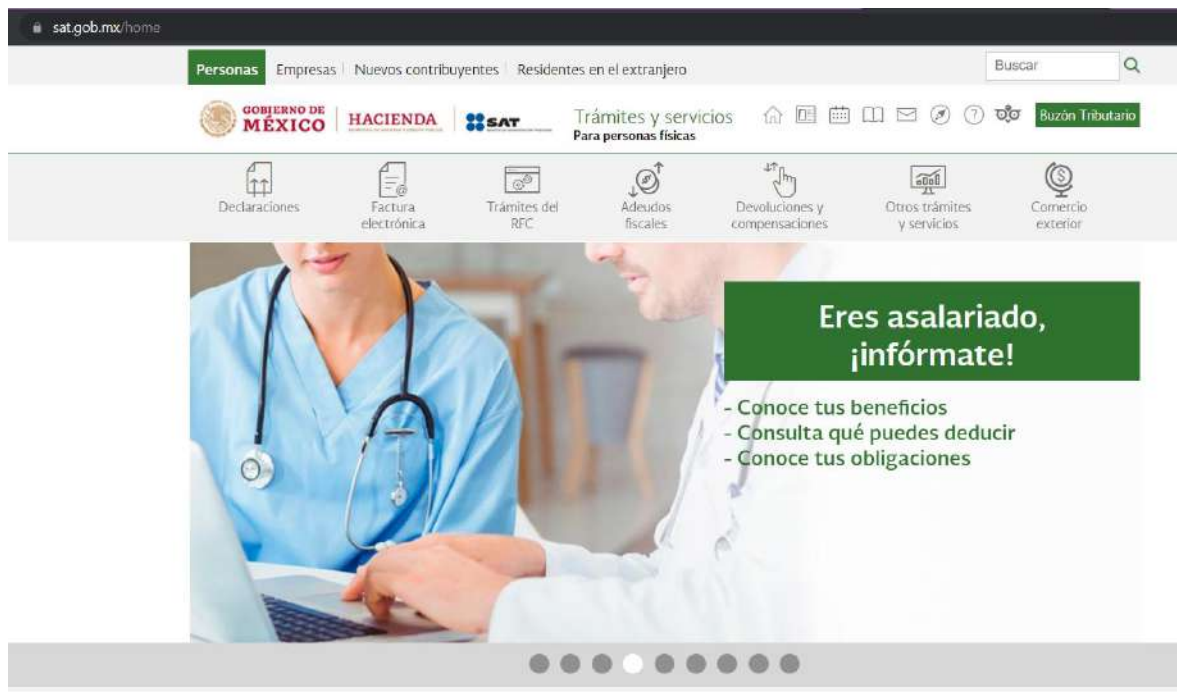 sat.gob.mx/home
Personas Empresas Nuevos contribuyentes Residentes en el extranjero Buscar
GOBIERNO DE
MÉXICO
HACIENDA
SAT
Trámites y servicios
Para personas físicas
Buzón Tributario
Declaraciones
Factura
electrónica
Trámites del
RFC
Adeudos
fiscales
Devoluciones y
compensaciones
Otros trámites
y servicios
Comercio
exterior
Eres asalariado,
¡infórmate!
- Conoce tus beneficios
- Consulta qué puedes deducir
- Conoce tus obligaciones